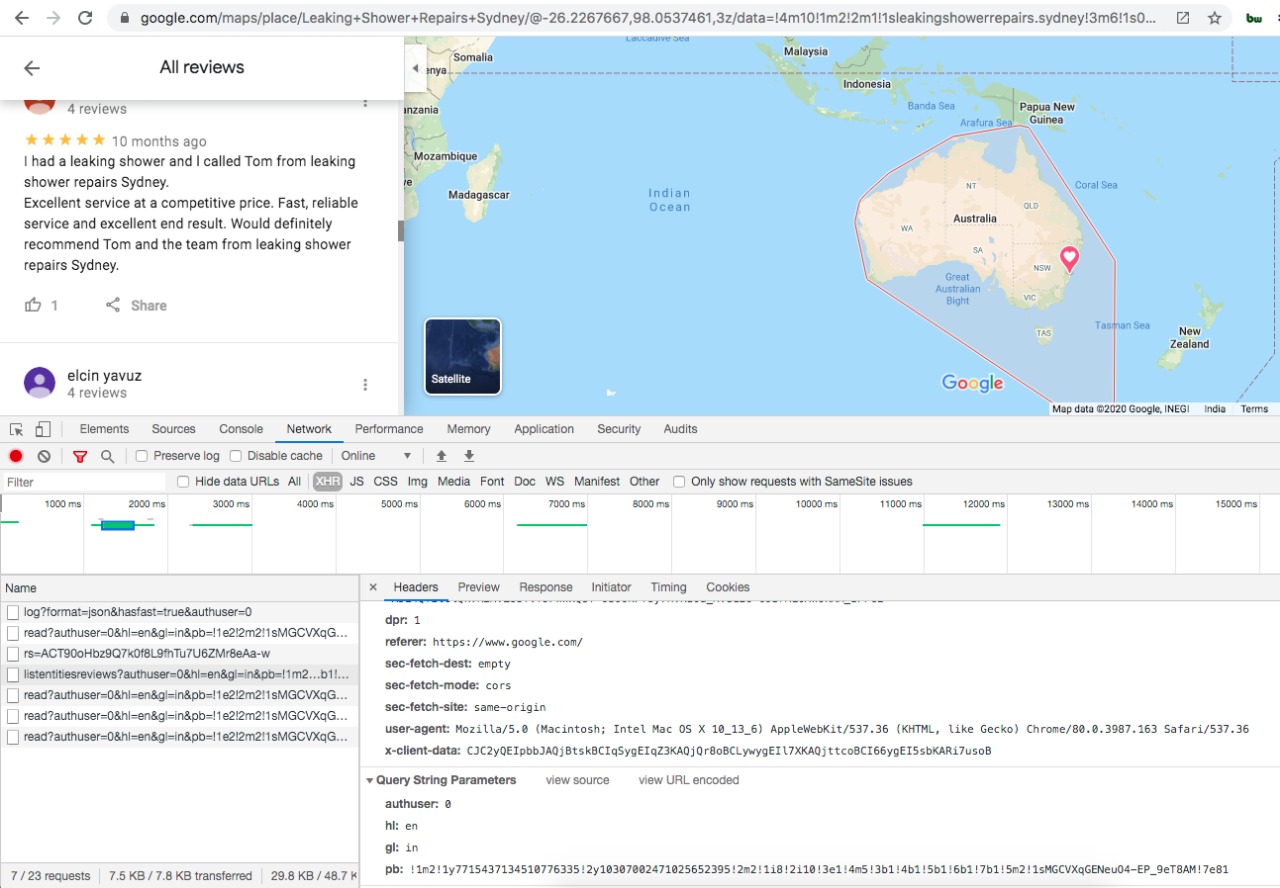 google.com/maps/place/Leaking+Shower+Repairs+Sydney/@-26.2267667,98.0537461,3z/data=!4m10!1m2!2m1!1sleakingshowerrepairs.sydney!3m6!1s0...
bw
All reviews
4 reviews
10 months ago
I had a leaking shower and I called Tom from leaking
shower repairs Sydney.
Excellent service at a competitive price. Fast, reliable
service and excellent end result. Would definitely
recommend Tom and the team from leaking shower
repairs Sydney.
1 Share
elcin yavuz
4 reviews
Laccadive Sea
Somalia
enya
anzania
Mozambique
we
Madagascar
Indian
Ocean
Malaysia
Indonesia
Banda Sea
Arafura Sea
Papua New
Guinea
Coral Sea
NT
QLD
Australia
WA
SA
NSW
Great
Australian
Bight
VIC
TAS
Tasman Sea
New
Zealand
Satellite
Google
Map data ©2020 Google, INEGI India Terms
Elements Sources Console Network Performance Memory Application Security Audits
Preserve log Disable cache Online
Filter Hide data URLs All XHR JS CSS Img Media Font Doc WS Manifest Other Only show requests with SameSite issues
1000 ms 2000 ms 3000 ms 4000 ms 5000 ms 6000 ms 7000 ms 8000 ms 9000 ms 10000 ms 11000 ms 12000 ms 13000 ms 14000 ms 15000 ms
Name
log?format=json&hasfast=true&authuser=0
read?authuser=0&hl=en&gl=in&pb=!1e2!2m2!1sMGCVXqG...
rs=ACT90oHbz9Q7k0f8L9fhTu7U6ZMr8eAa-w
listentitiesreviews?authuser=0&hl=en&gl=in&pb=!1m2...b1!...
read?authuser=0&hl=en&gl=in&pb=!1e2!2m2!1sMGCVXqG...
read?authuser=0&hl=en&gl=in&pb=!1e2!2m2!1sMGCVXqG...
read?authuser=0&hl=en&gl=in&pb=!1e2!2m2!1sMGCVXqG...
7 / 23 requests 7.5 KB / 7.8 KB transferred 29.8 KB / 48.7 K
× Headers Preview Response Initiator Timing Cookies
dpr: 1
referer: https://www.google.com/
sec-fetch-dest: empty
sec-fetch-mode: cors
sec-fetch-site: same-origin
user-agent: Mozilla/5.0 (Macintosh; Intel Mac OS X 10_13_6) AppleWebKit/537.36 (KHTML, like Gecko) Chrome/80.0.3987.163 Safari/537.36
x-client-data: CJC2yQEIpbbJAQjBtskBCIqSygEIqZ3KAQjQr8oBCLywygEIl7XKAQjttcoBCI66ygEI5sbKARi7usoB
Query String Parameters view source view URL encoded
authuser: 0
hl: en
gl: in
pb: !1m2!1y7715437134510776335!2y10307002471025652395!2m2!1i8!2i10!3e1!4m5!3b1!4b1!5b1!6b1!7b1!5m2!1sMGCVXqGENeuO4-EP_9eT8AM!7e81